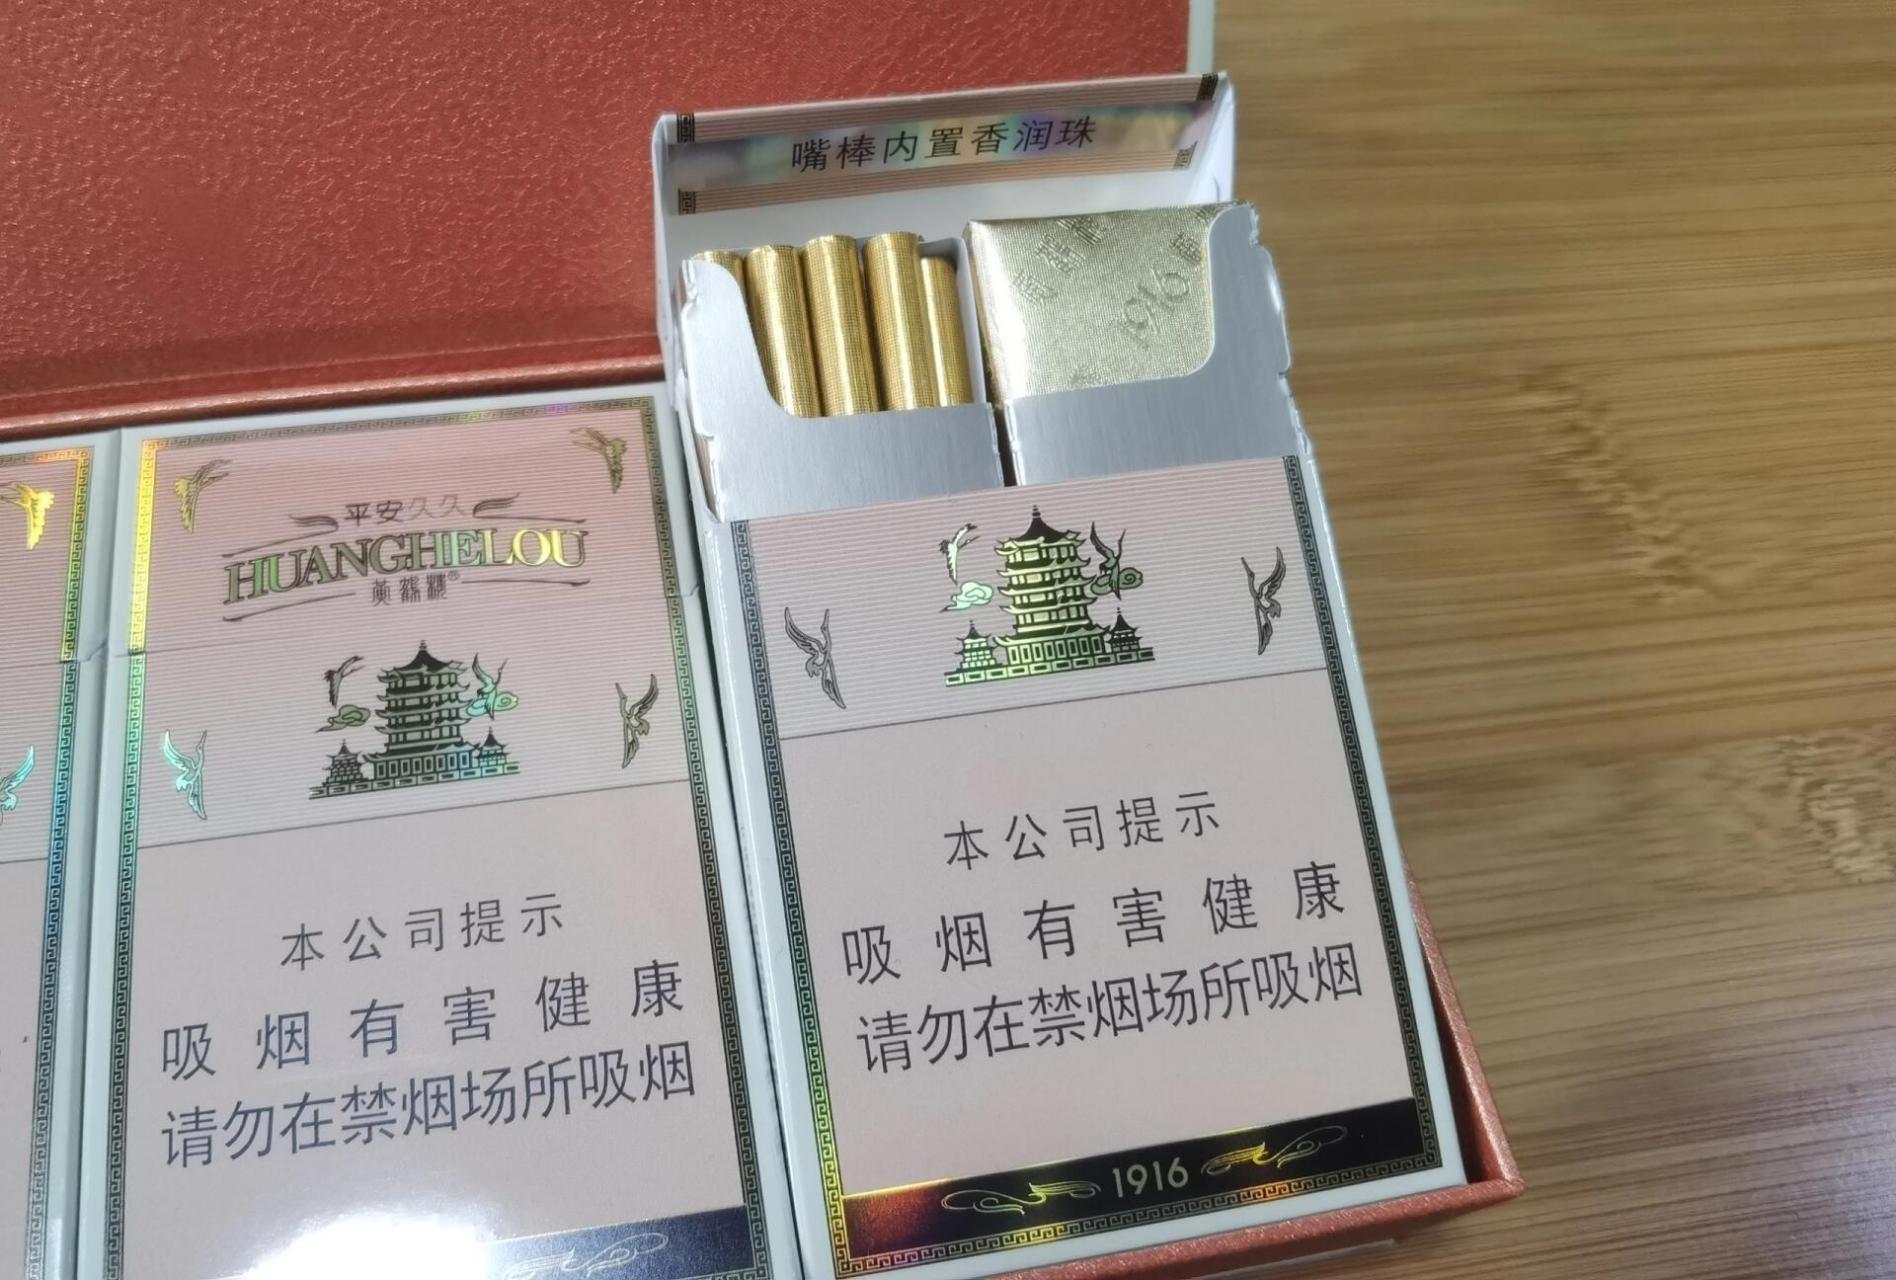 嘴棒内置香润珠
1916
平安久久
HUANGHELOU
黄鹤楼®
本公司提示
吸烟有害健康
请勿在禁烟场所吸烟
本公司提示
吸烟有害健康
请勿在禁烟场所吸烟
1916